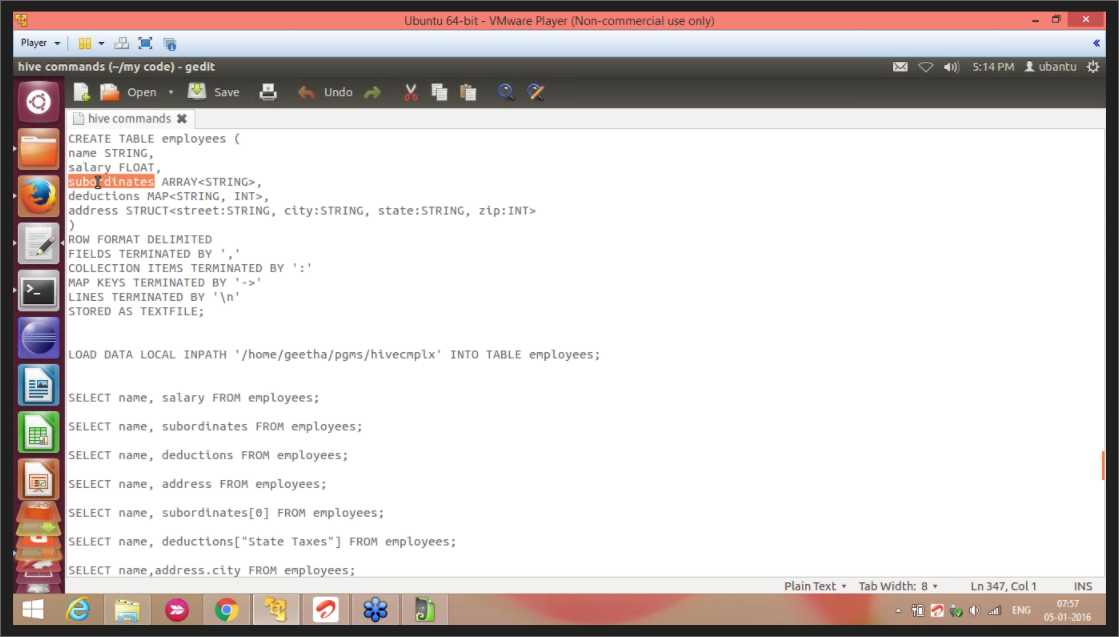 Ubuntu 64-bit - VMware Player (Non-commercial use only)
Player
hive commands (~/my code) - gedit
5:14 PM
ubantu
Open
Save
Undo
hive commands
CREATE TABLE employees (
name STRING,
salary FLOAT,
subordinates ARRAY<STRING>,
deductions MAP<STRING, INT>,
address STRUCT<street:STRING, city:STRING, state:STRING, zip:INT>
)
ROW FORMAT DELIMITED
FIELDS TERMINATED BY ','
COLLECTION ITEMS TERMINATED BY ':'
MAP KEYS TERMINATED BY '->'
LINES TERMINATED BY '\n'
STORED AS TEXTFILE;
LOAD DATA LOCAL INPATH '/home/geetha/pgms/hivecmplx' INTO TABLE employees;
SELECT name, salary FROM employees;
SELECT name, subordinates FROM employees;
SELECT name, deductions FROM employees;
SELECT name, address FROM employees;
SELECT name, subordinates[0] FROM employees;
SELECT name, deductions["State Taxes"] FROM employees;
SELECT name,address.city FROM employees;
Plain Text
Tab Width: 8
Ln 347, Col 1
INS
ENG
07:57
05-01-2016